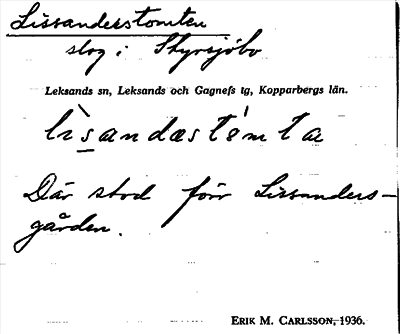 Lissanderstomten
slog i Styrsjöbo
Leksands sn, Leksands och Gagnefs tg, Kopparbergs län.
lìsandæstómta
Där stod förr Lissanders-
gården.
ERIK M. CARLSSON, 1936.